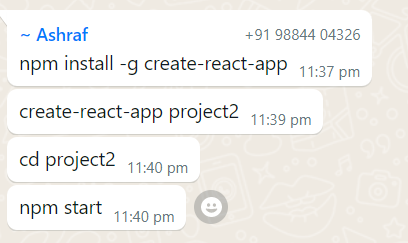 ~ Ashraf +91 98844 04326
npm install -g create-react-app 11:37 pm
create-react-app project2 11:39 pm
cd project2 11:40 pm
npm start 11:40 pm